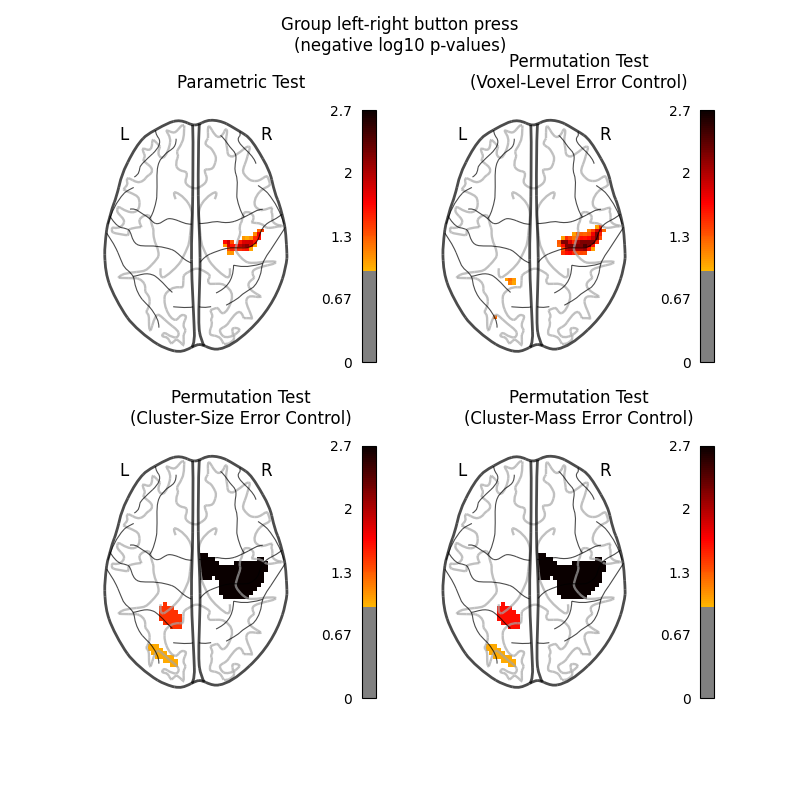 Group left-right button press
(negative log10 p-values)
Parametric Test
L
R
2.7
2
1.3
0.67
0
Permutation Test
(Voxel-Level Error Control)
L
R
2.7
2
1.3
0.67
0
Permutation Test
(Cluster-Size Error Control)
L
R
2.7
2
1.3
0.67
0
Permutation Test
(Cluster-Mass Error Control)
L
R
2.7
2
1.3
0.67
0